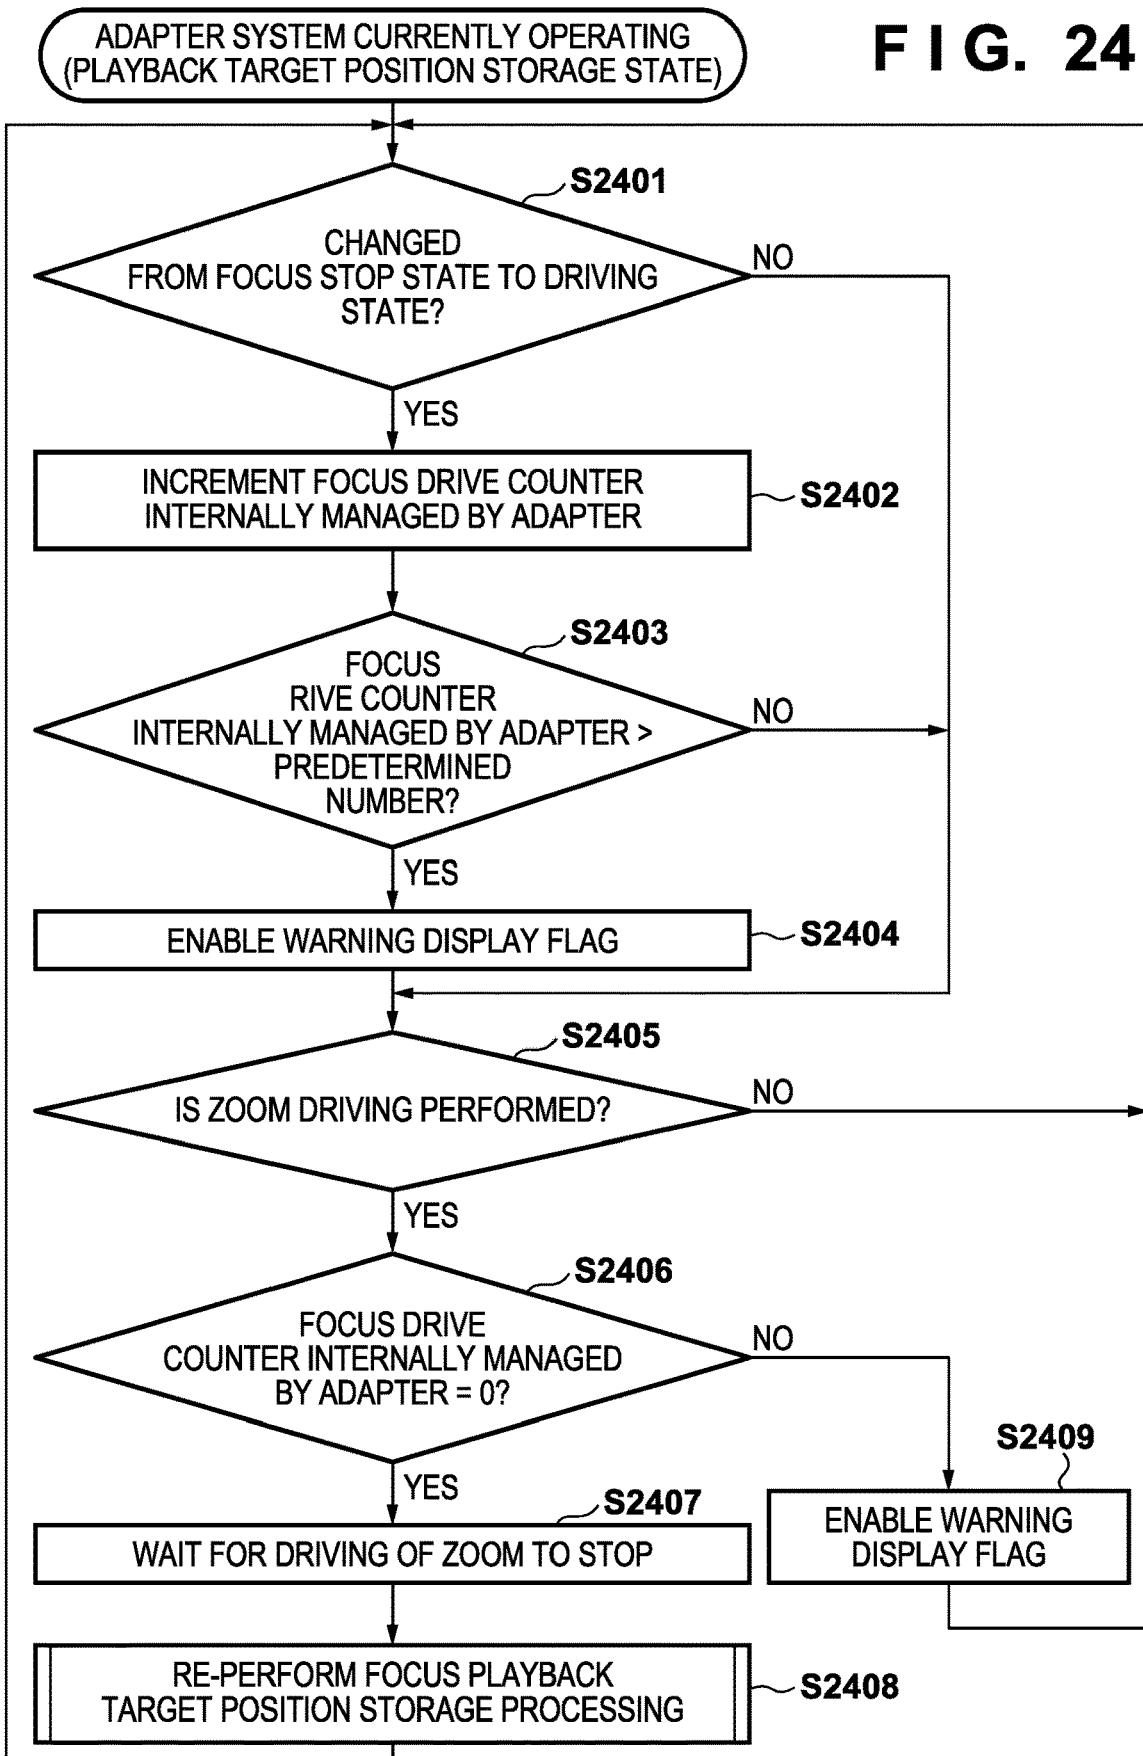 ADAPTER SYSTEM CURRENTLY OPERATING
(PLAYBACK TARGET POSITION STORAGE STATE)
FIG. 24
S2401
CHANGED
FROM FOCUS STOP STATE TO DRIVING
STATE?
NO
YES
INCREMENT FOCUS DRIVE COUNTER
INTERNALLY MANAGED BY ADAPTER
S2402
S2403
FOCUS
RIVE COUNTER
INTERNALLY MANAGED BY ADAPTER >
PREDETERMINED
NUMBER?
NO
YES
ENABLE WARNING DISPLAY FLAG
S2404
S2405
IS ZOOM DRIVING PERFORMED?
NO
YES
S2406
FOCUS DRIVE
COUNTER INTERNALLY MANAGED
BY ADAPTER = 0?
NO
YES
S2407
WAIT FOR DRIVING OF ZOOM TO STOP
S2409
ENABLE WARNING
DISPLAY FLAG
RE-PERFORM FOCUS PLAYBACK
TARGET POSITION STORAGE PROCESSING
S2408